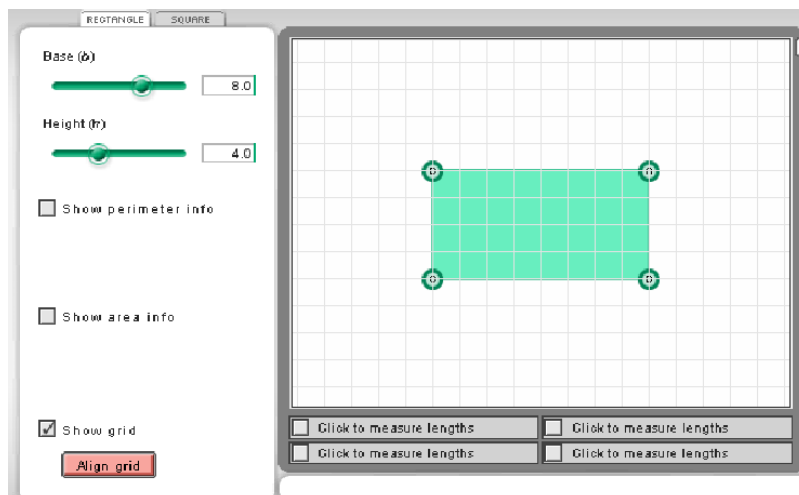 RECTANGLE SQUARE
Base (b)
8.0
Height (h)
4.0
Show perimeter info
Show area info
Show grid
Align grid
Click to measure lengths Click to measure lengths
Click to measure lengths Click to measure lengths